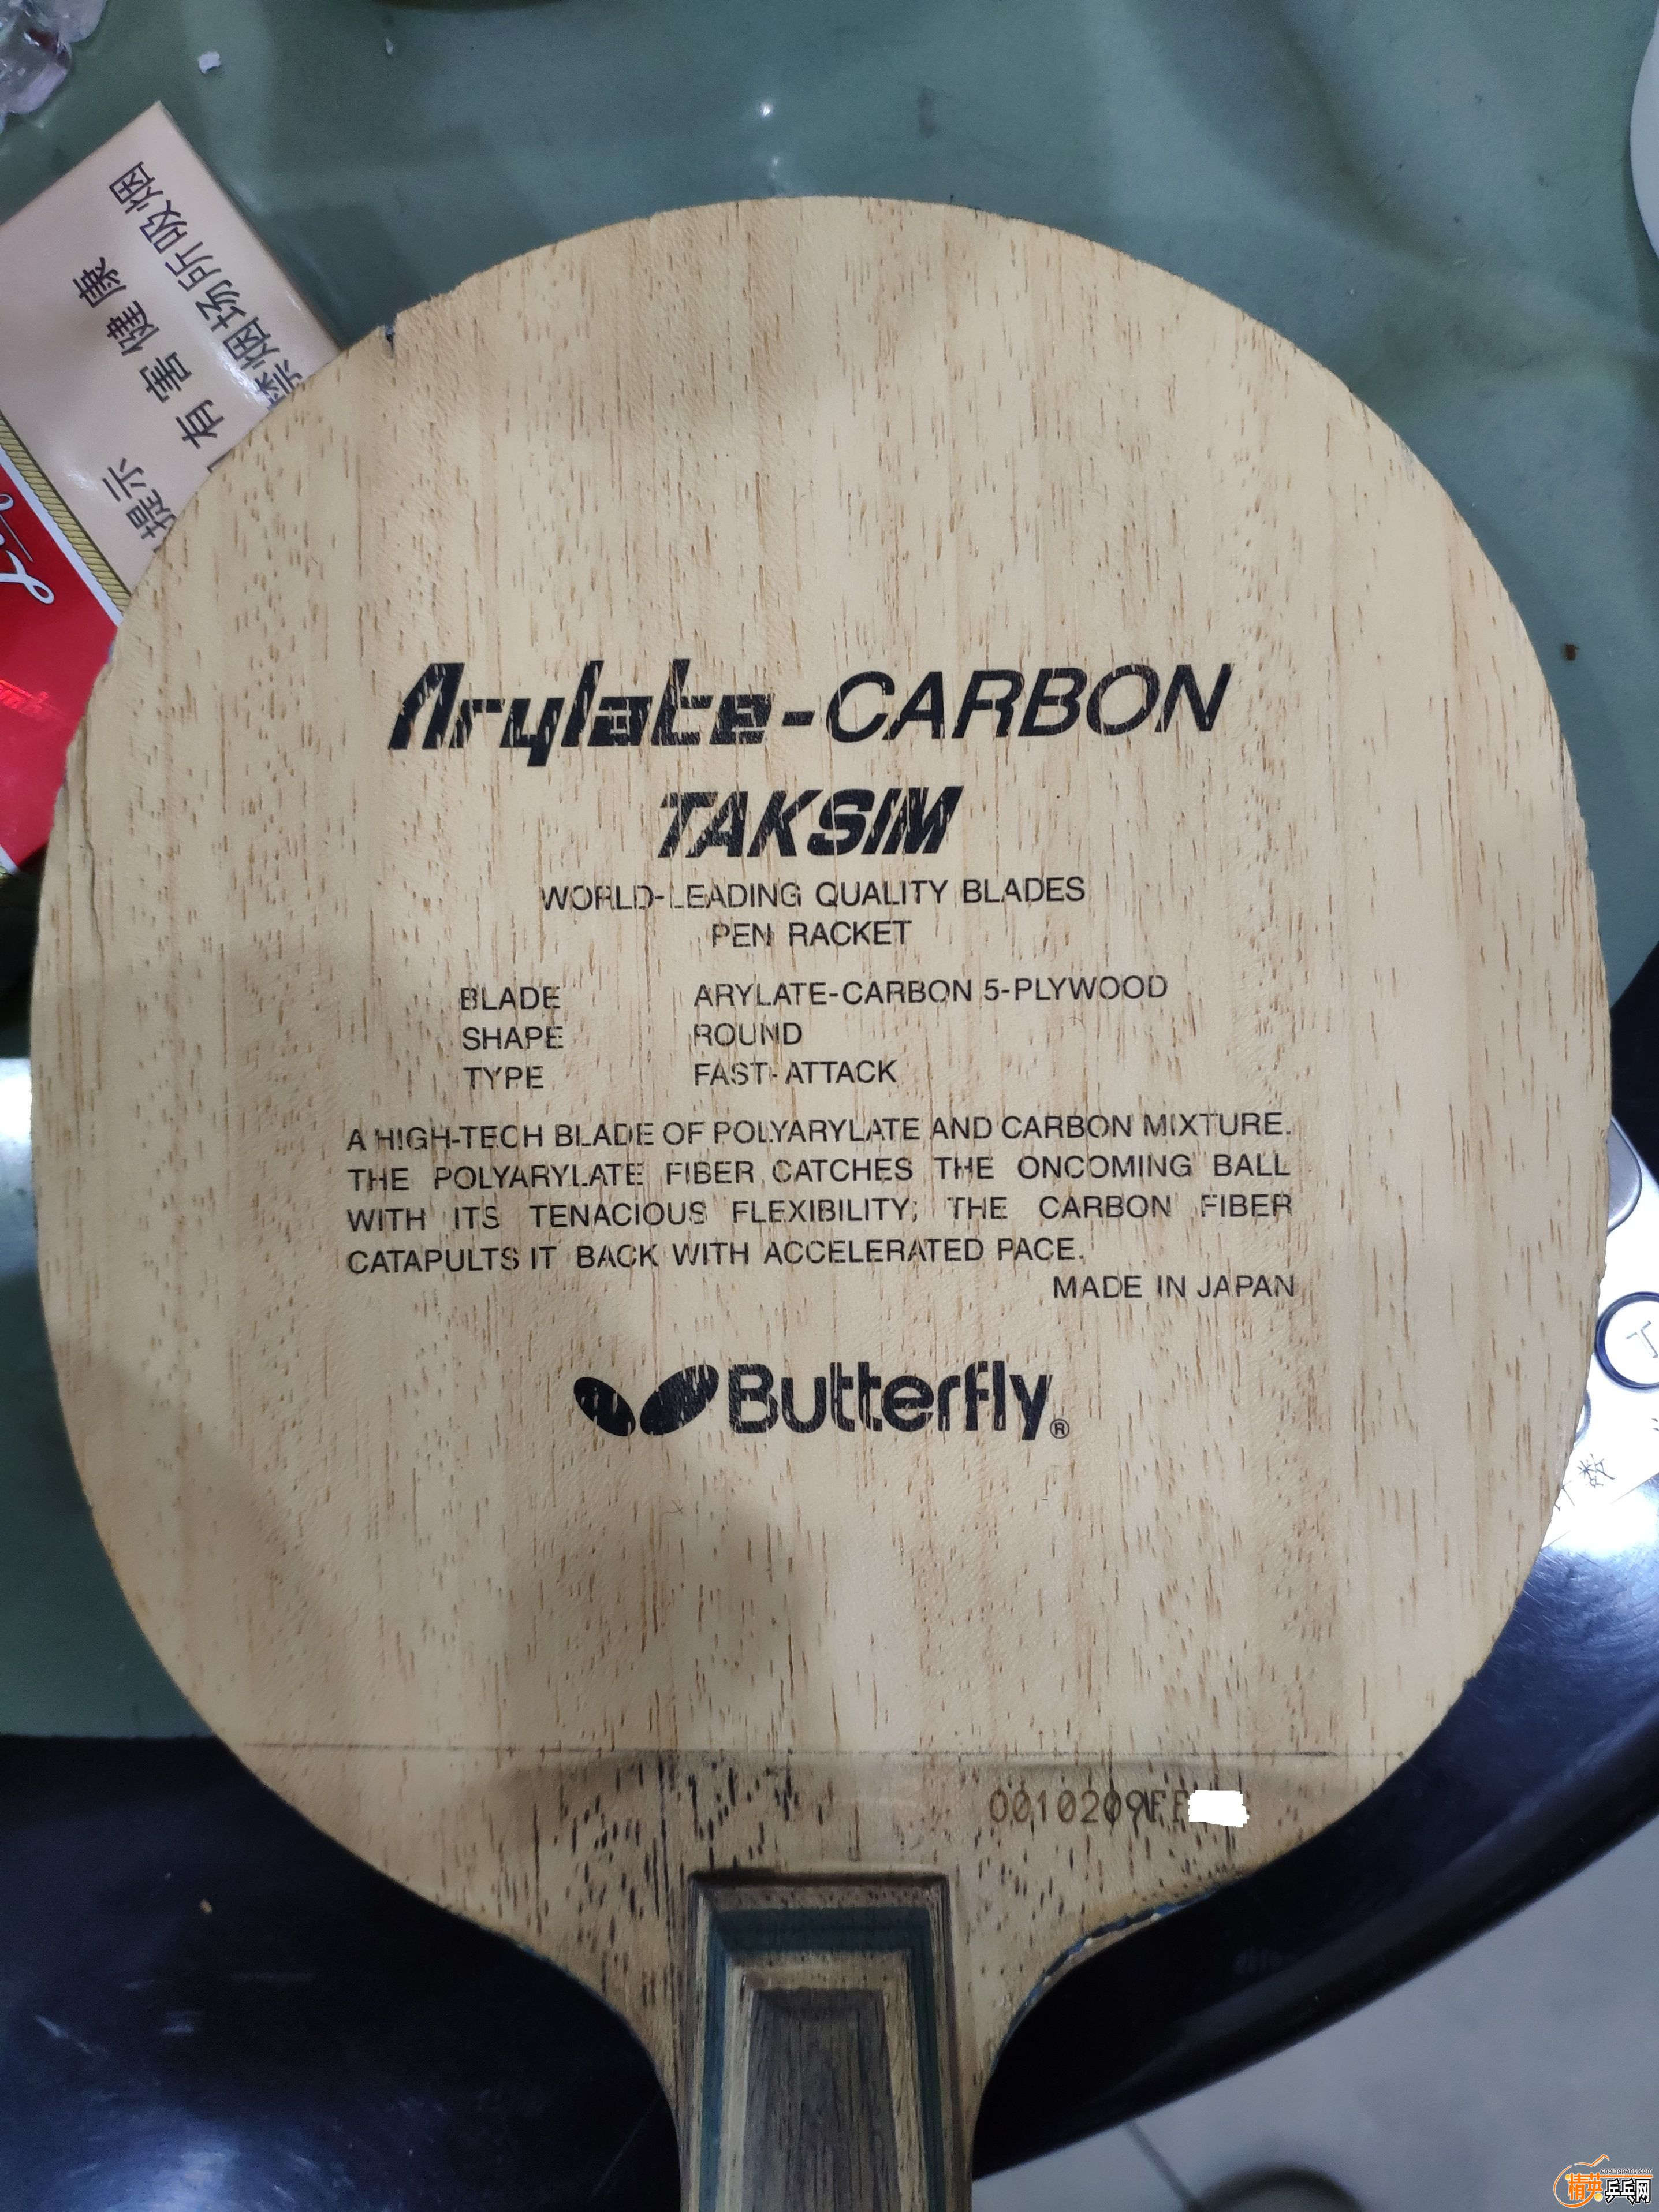 Arylate-CARBON
TAKSIM
WORLD-LEADING QUALITY BLADES
PEN RACKET
BLADE ARYLATE-CARBON 5-PLYWOOD
SHAPE ROUND
TYPE FAST-ATTACK
A HIGH-TECH BLADE OF POLYARYLATE AND CARBON MIXTURE.
THE POLYARYLATE FIBER CATCHES THE ONCOMING BALL
WITH ITS TENACIOUS FLEXIBILITY; THE CARBON FIBER
CATAPULTS IT BACK WITH ACCELERATED PACE.
MADE IN JAPAN
Butterfly®
0010209
提示
有害健康
禁烟场所吸烟
数
精英乒乓网